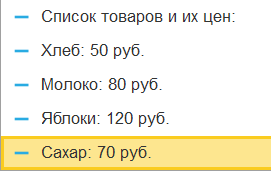 Список товаров и их цен:
Хлеб: 50 руб.
Молоко: 80 руб.
Яблоки: 120 руб.
Сахар: 70 руб.